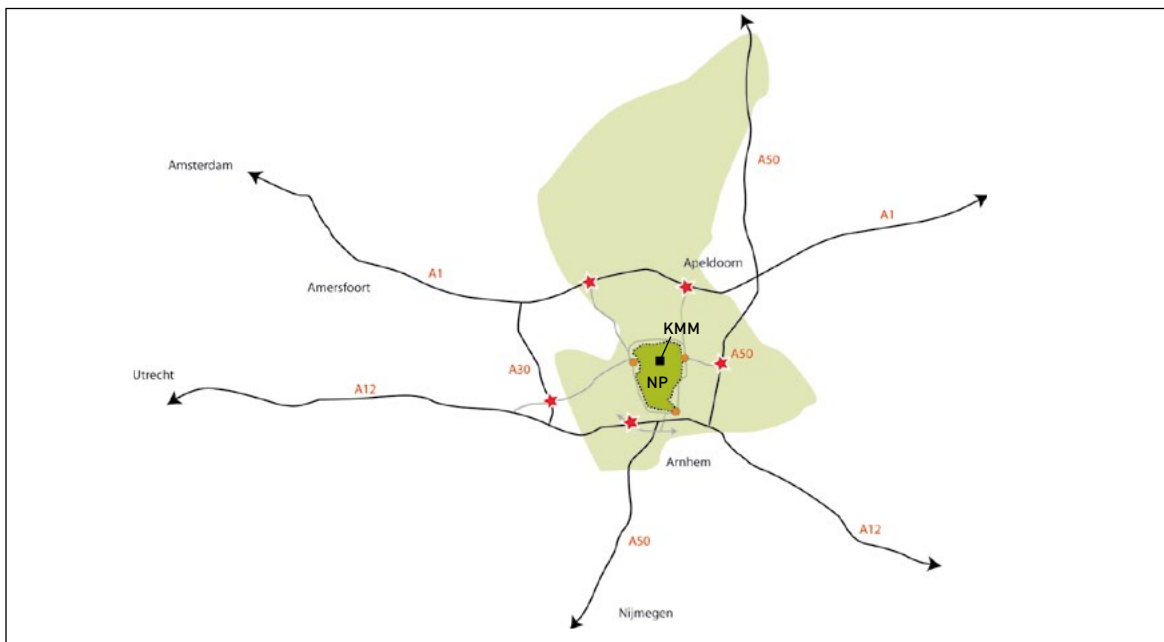 A50
Amsterdam
A1
Apeldoorn
A1
Amersfoort
KMM
A50
A30
Utrecht
NP
A12
Arnhem
A12
A50
Nijmegen